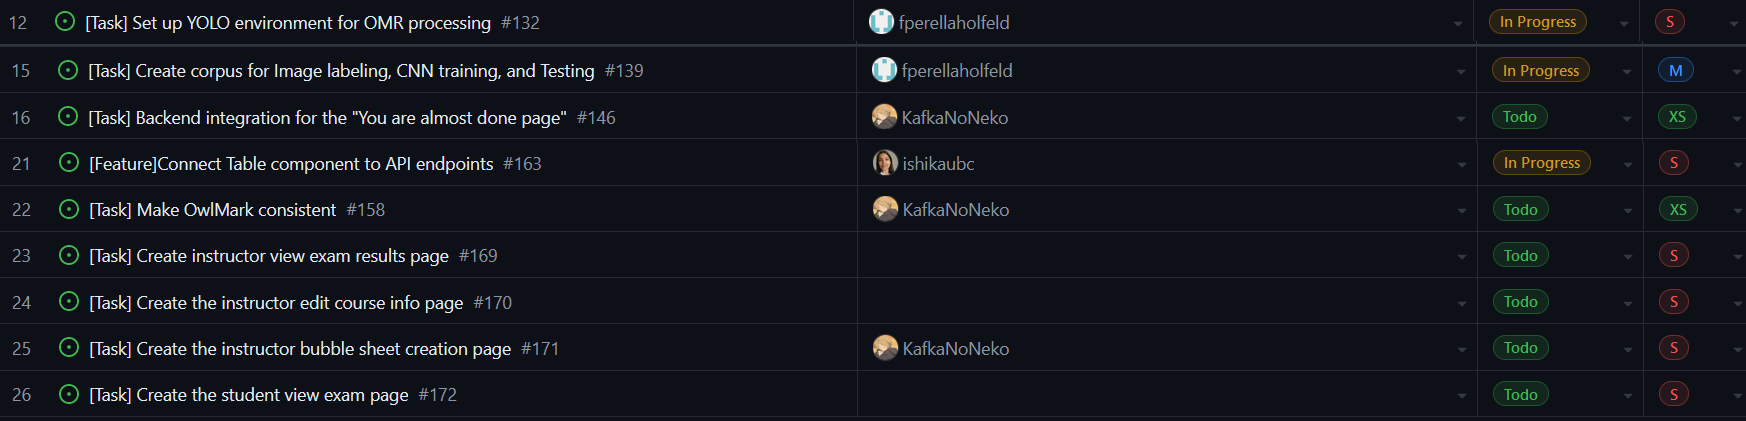 12 [Task] Set up YOLO environment for OMR processing #132 fperellaholfeld In Progress S
15 [Task] Create corpus for Image labeling, CNN training, and Testing #139 fperellaholfeld In Progress M
16 [Task] Backend integration for the "You are almost done page" #146 KafkaNoNeko Todo XS
21 [Feature]Connect Table component to API endpoints #163 ishikaubc In Progress S
22 [Task] Make OwlMark consistent #158 KafkaNoNeko Todo XS
23 [Task] Create instructor view exam results page #169 Todo S
24 [Task] Create the instructor edit course info page #170 Todo S
25 [Task] Create the instructor bubble sheet creation page #171 KafkaNoNeko Todo S
26 [Task] Create the student view exam page #172 Todo S